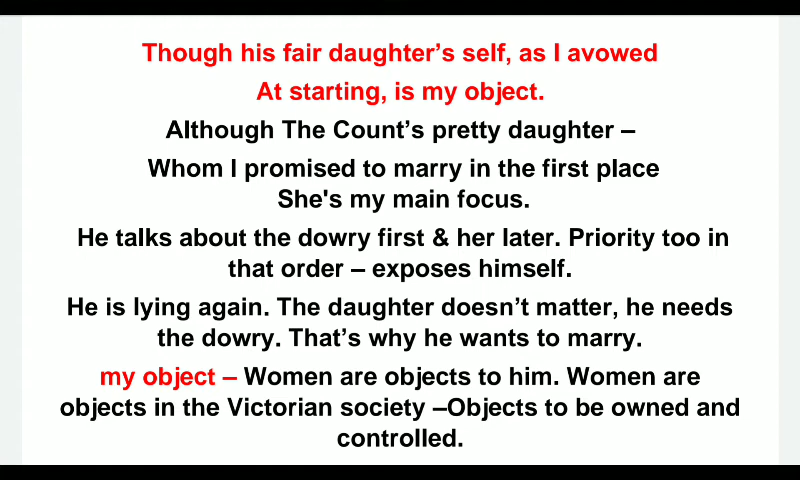 Though his fair daughter’s self, as I avowed
At starting, is my object.
Although The Count’s pretty daughter –
Whom I promised to marry in the first place
She's my main focus.
He talks about the dowry first & her later. Priority too in
that order – exposes himself.
He is lying again. The daughter doesn’t matter, he needs
the dowry. That’s why he wants to marry.
my object – Women are objects to him. Women are
objects in the Victorian society –Objects to be owned and
controlled.